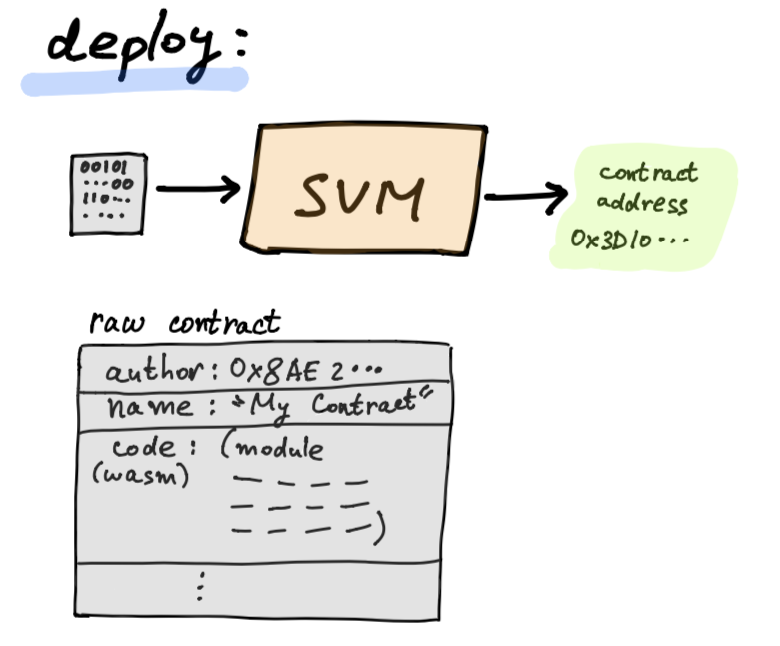 deploy:
00101
...00
110...
....
SVM
contract
address
0x3D10...
raw contract
author: 0x8AE2...
name: "My Contract"
code: (module
(wasm) _ _ _ _
_ _ _ _
_ _ _ _)
⋮